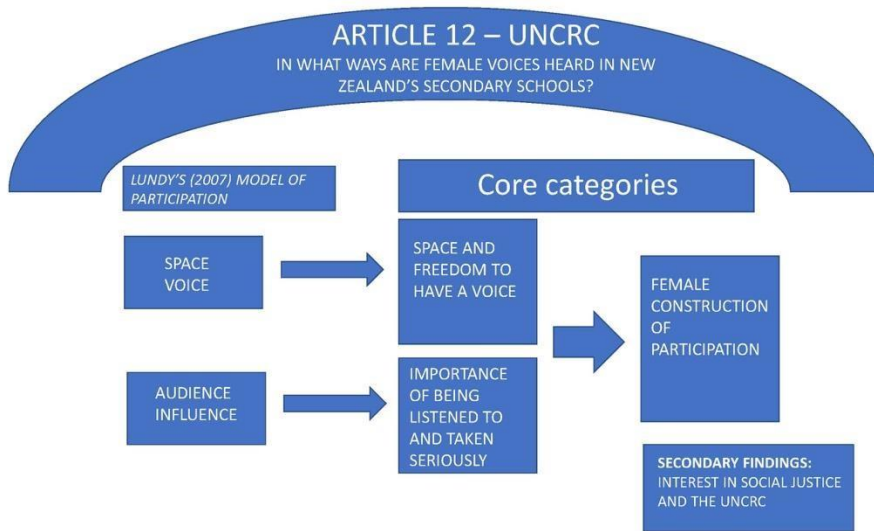 ARTICLE 12 – UNCRC
IN WHAT WAYS ARE FEMALE VOICES HEARD IN NEW
ZEALAND'S SECONDARY SCHOOLS?
LUNDY'S (2007) MODEL OF
PARTICIPATION
Core categories
SPACE
VOICE
SPACE AND
FREEDOM TO
HAVE A VOICE
FEMALE
CONSTRUCTION
OF
PARTICIPATION
AUDIENCE
INFLUENCE
IMPORTANCE
OF BEING
LISTENED TO
AND TAKEN
SERIOUSLY
SECONDARY FINDINGS:
INTEREST IN SOCIAL JUSTICE
AND THE UNCRC